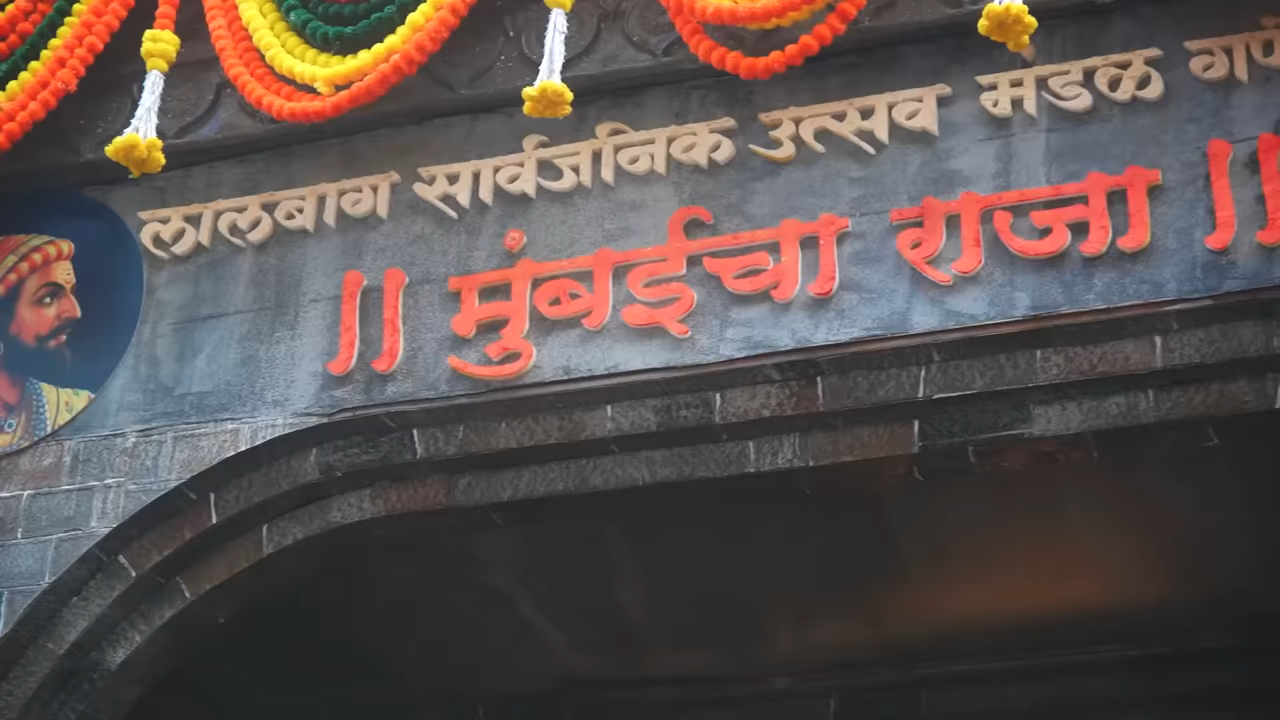 लालबाग सार्वजनिक उत्सव मडळ
|| मुंबईचा राजा ||